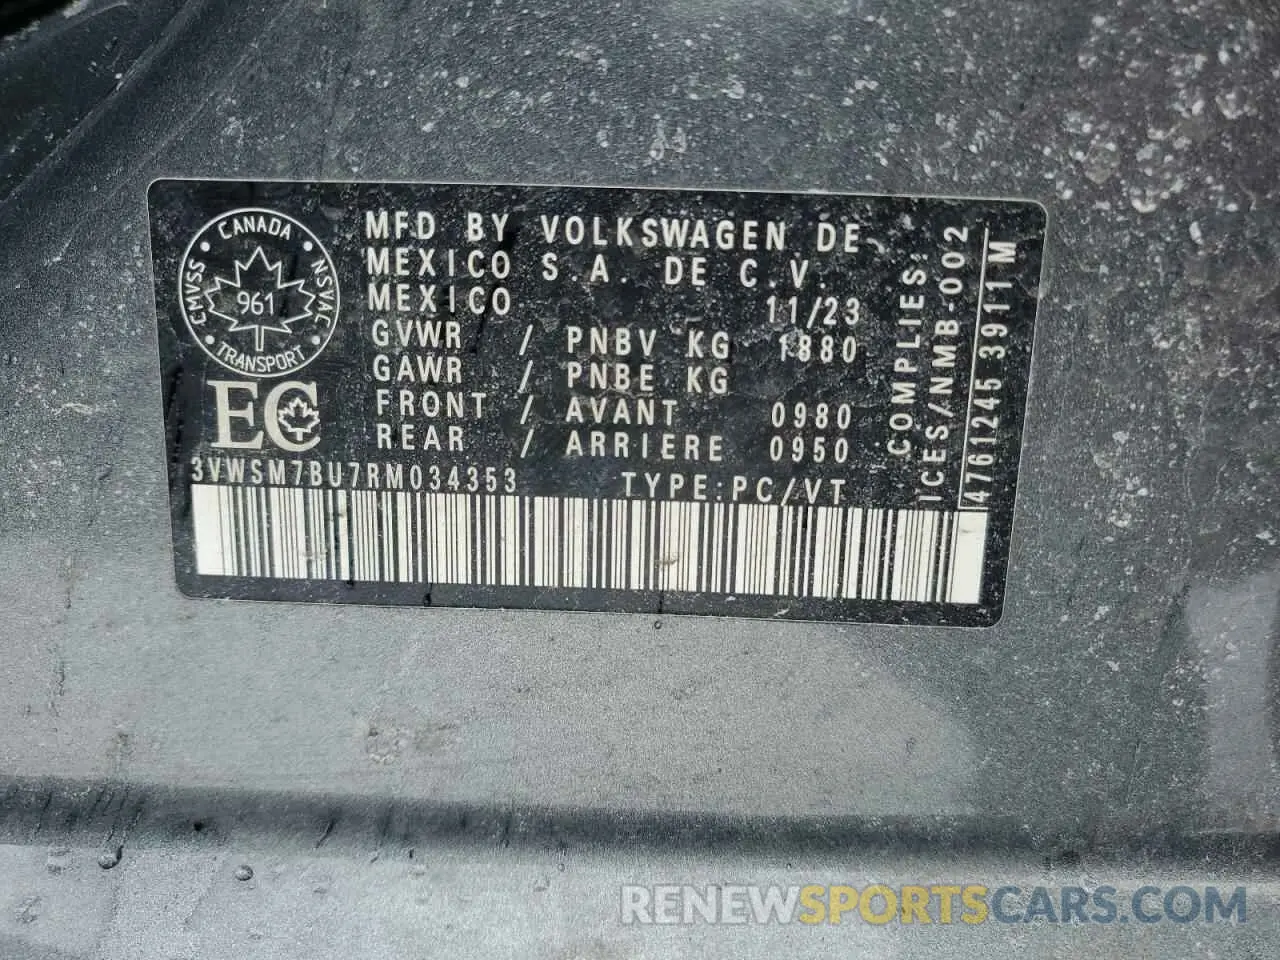 CANADA
CMVSS
NSVAC
961
TRANSPORT
EC
MFD BY VOLKSWAGEN DE
MEXICO S.A. DE C.V.
MEXICO 11/23
GVWR / PNBV KG 1880
GAWR / PNBE KG
FRONT / AVANT 0980
REAR / ARRIERE 0950
3VWSM7BU7RM034353 TYPE:PC/VT
COMPLIES:
ICES/NMB-002
14761245 3911 M
RENEWSPORTSCARS.COM